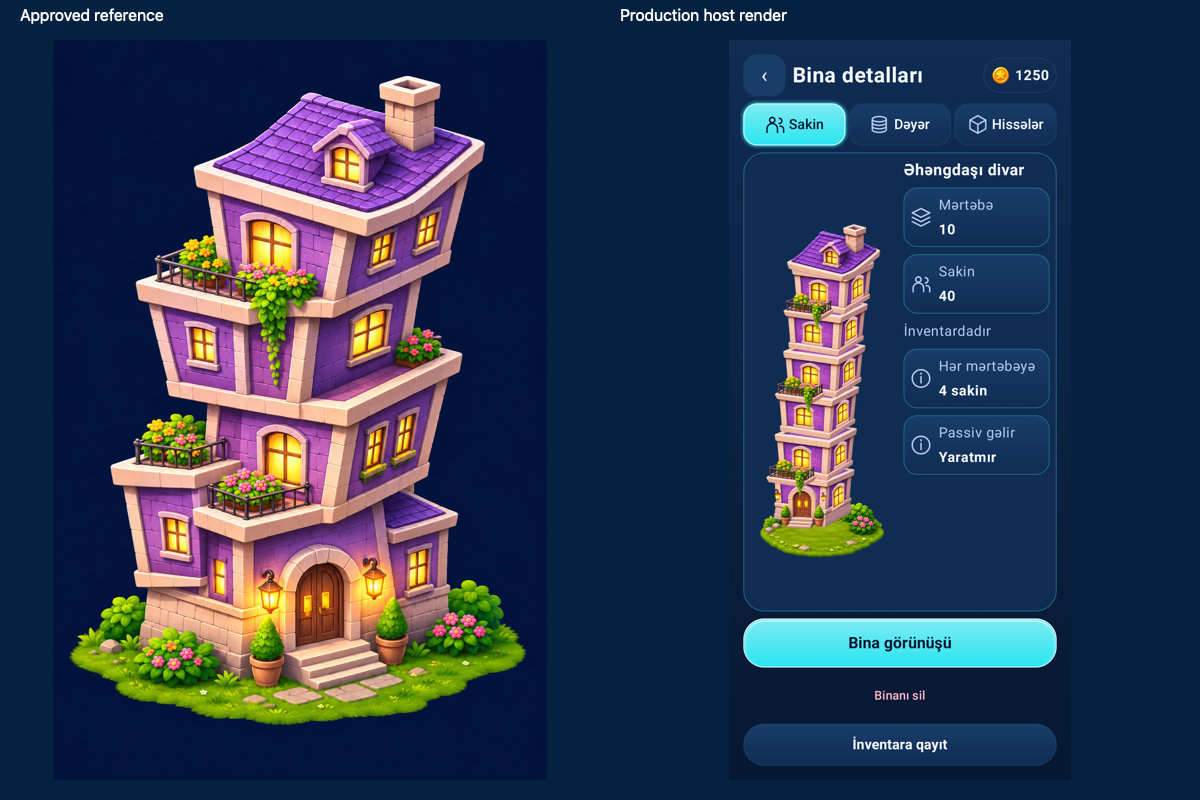 Approved reference
Production host render
Bina detalları
1250
Sakin
Dəyər
Hissələr
Əhəngdaşı divar
Mərtəbə
10
Sakin
40
İnventardadır
Hər mərtəbəyə
4 sakin
Passiv gəlir
Yaratmır
Bina görünüşü
Binanı sil
İnventara qayıt